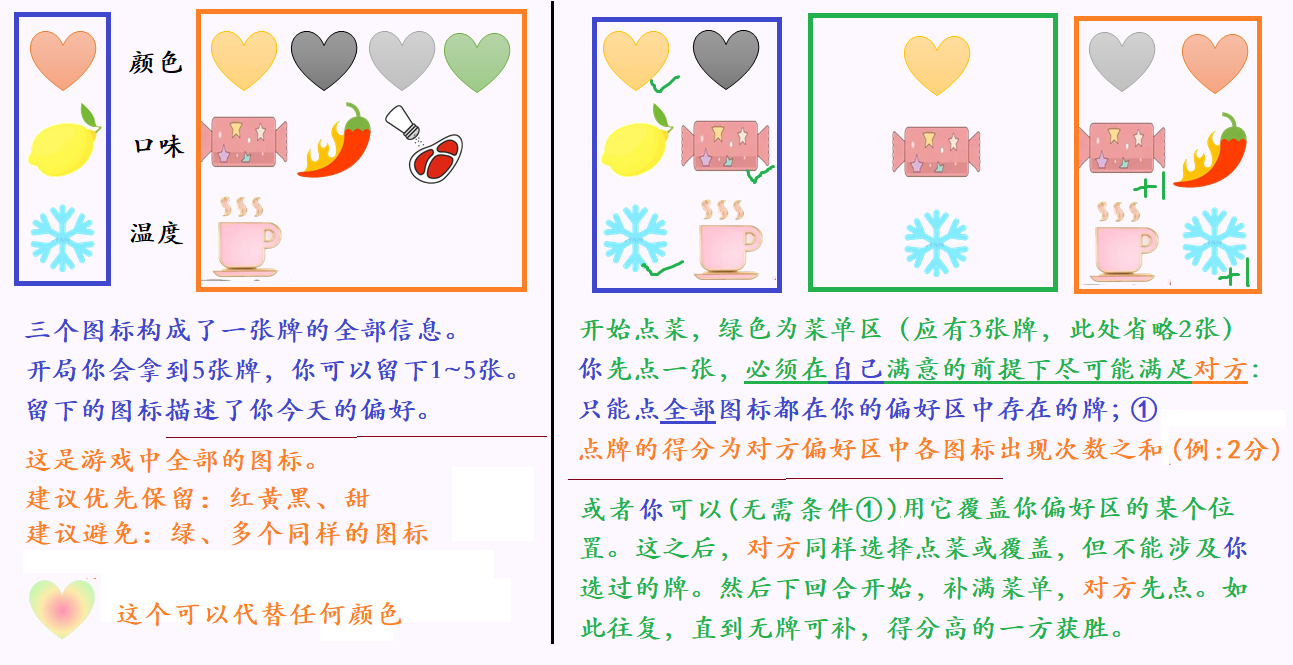 颜色
口味
温度
三个图标构成了一张牌的全部信息。
开局你会拿到5张牌，你可以留下1~5张。
留下的图标描述了你今天的偏好。
这是游戏中全部的图标。
建议优先保留：红黄黑、甜
建议避免：绿、多个同样的图标
这个可以代替任何颜色
+1
+1
开始点菜，绿色为菜单区（应有3张牌，此处省略2张）
你先点一张，必须在自己满意的前提下尽可能满足对方：
只能点全部图标都在你的偏好区中存在的牌；①
点牌的得分为对方偏好区中各图标出现次数之和(例:2分)
或者你可以(无需条件①)用它覆盖你偏好区的某个位
置。这之后，对方同样选择点菜或覆盖，但不能涉及你
选过的牌。然后下回合开始，补满菜单，对方先点。如
此往复，直到无牌可补，得分高的一方获胜。